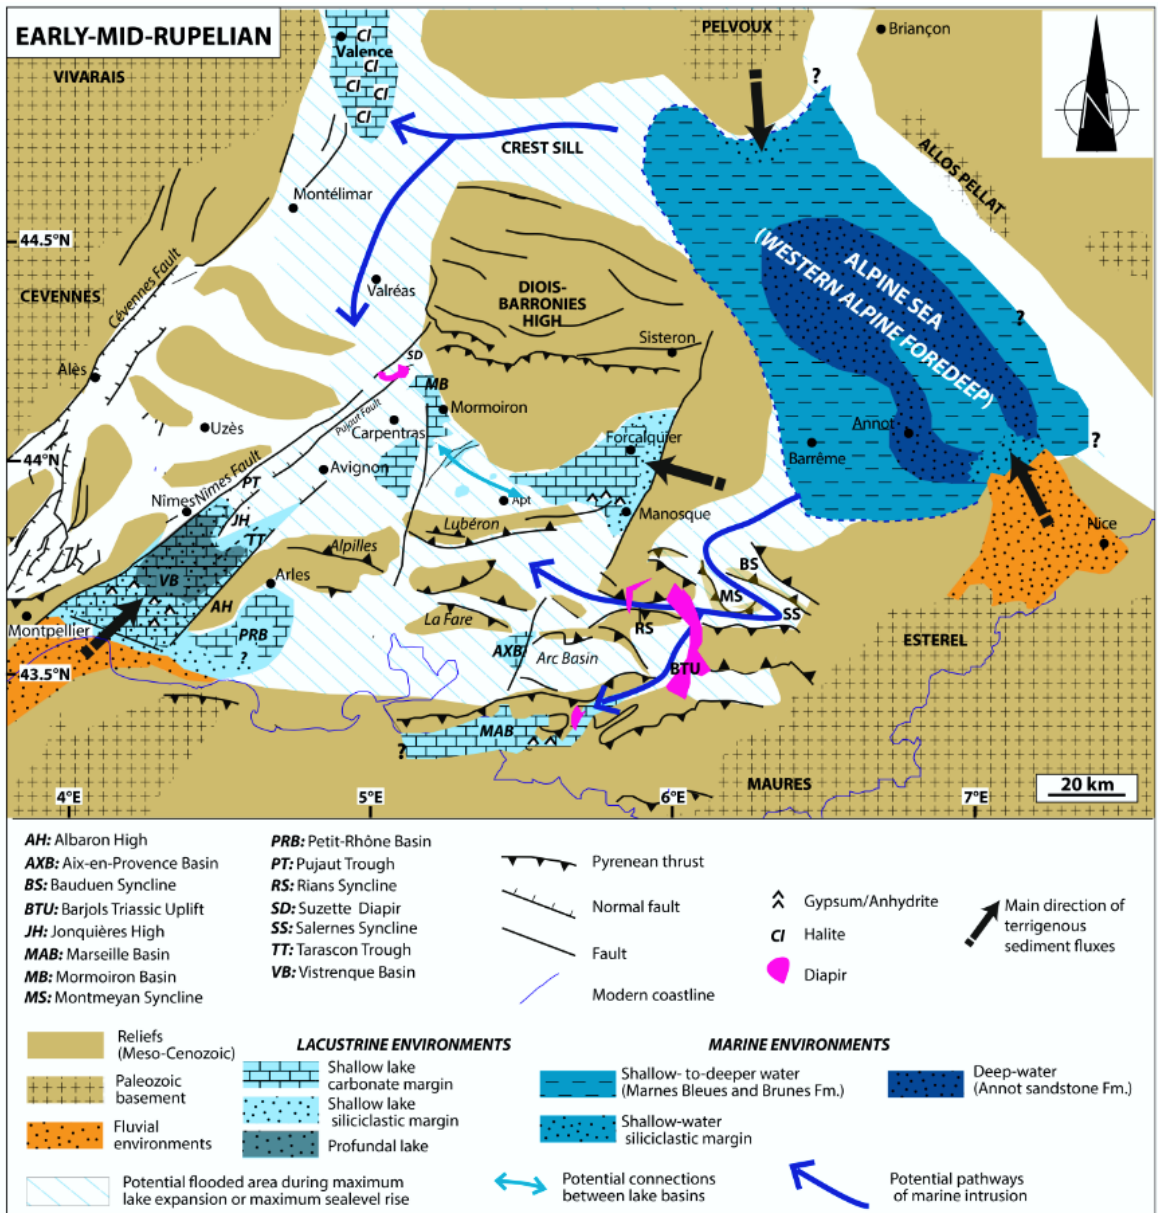 EARLY-MID-RUPELIAN
PELVOUX
Briançon
VIVARAIS
CI
Valence
CI
CI
CI
CI
CI
?
N
CREST SILL
ALLOS PELLAT
Montélimar
44.5°N
Cévennes Fault
CEVENNES
Valréas
DIOIS-
BARRONIES
HIGH
ALPINE SEA
(WESTERN ALPINE FOREDEEP)
?
Sisteron
SD
Alès
MB
Mormoiron
Pujaut Fault
Uzès
Carpentras
Forcalquier
Annot
Barrême
?
44°N
Avignon
Nîmes Fault
PT
Nîmes
JH
Apt
Manosque
Nice
TT
Lubéron
Alpilles
VB
Arles
BS
MS
AH
SS
Montpellier
PRB
La Fare
RS
ESTEREL
?
AXB
Arc Basin
BTU
43.5°N
MAB
?
MAURES
20 km
4°E
5°E
6°E
7°E
AH: Albaron High
AXB: Aix-en-Provence Basin
BS: Bauduen Syncline
BTU: Barjols Triassic Uplift
JH: Jonquières High
MAB: Marseille Basin
MB: Mormoiron Basin
MS: Montmeyan Syncline
PRB: Petit-Rhône Basin
PT: Pujaut Trough
RS: Rians Syncline
SD: Suzette Diapir
SS: Salernes Syncline
TT: Tarascon Trough
VB: Vistrenque Basin
Pyrenean thrust
Normal fault
Fault
Modern coastline
Gypsum/Anhydrite
CI Halite
Diapir
Main direction of
terrigenous
sediment fluxes
Reliefs
(Meso-Cenozoic)
Paleozoic
basement
Fluvial
environments
LACUSTRINE ENVIRONMENTS
Shallow lake
carbonate margin
Shallow lake
siliciclastic margin
Profundal lake
MARINE ENVIRONMENTS
Shallow- to-deeper water
(Marnes Bleues and Brunes Fm.)
Shallow-water
siliciclastic margin
Deep-water
(Annot sandstone Fm.)
Potential flooded area during maximum
lake expansion or maximum sealevel rise
Potential connections
between lake basins
Potential pathways
of marine intrusion